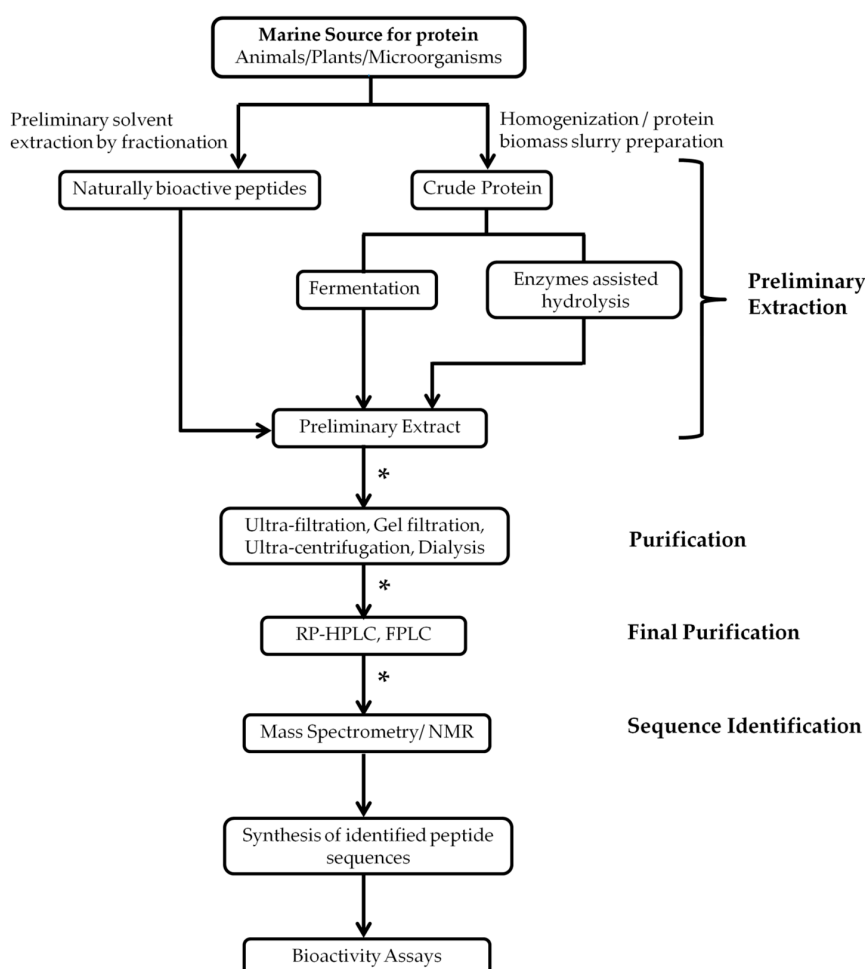 Marine Source for protein
Animals/Plants/Microorganisms
Preliminary solvent
extraction by fractionation
Homogenization / protein
biomass slurry preparation
Naturally bioactive peptides
Crude Protein
Fermentation
Enzymes assisted
hydrolysis
Preliminary
Extraction
Preliminary Extract
*
Ultra-filtration, Gel filtration,
Ultra-centrifugation, Dialysis
Purification
*
RP-HPLC, FPLC
Final Purification
*
Mass Spectrometry/ NMR
Sequence Identification
Synthesis of identified peptide
sequences
Bioactivity Assays